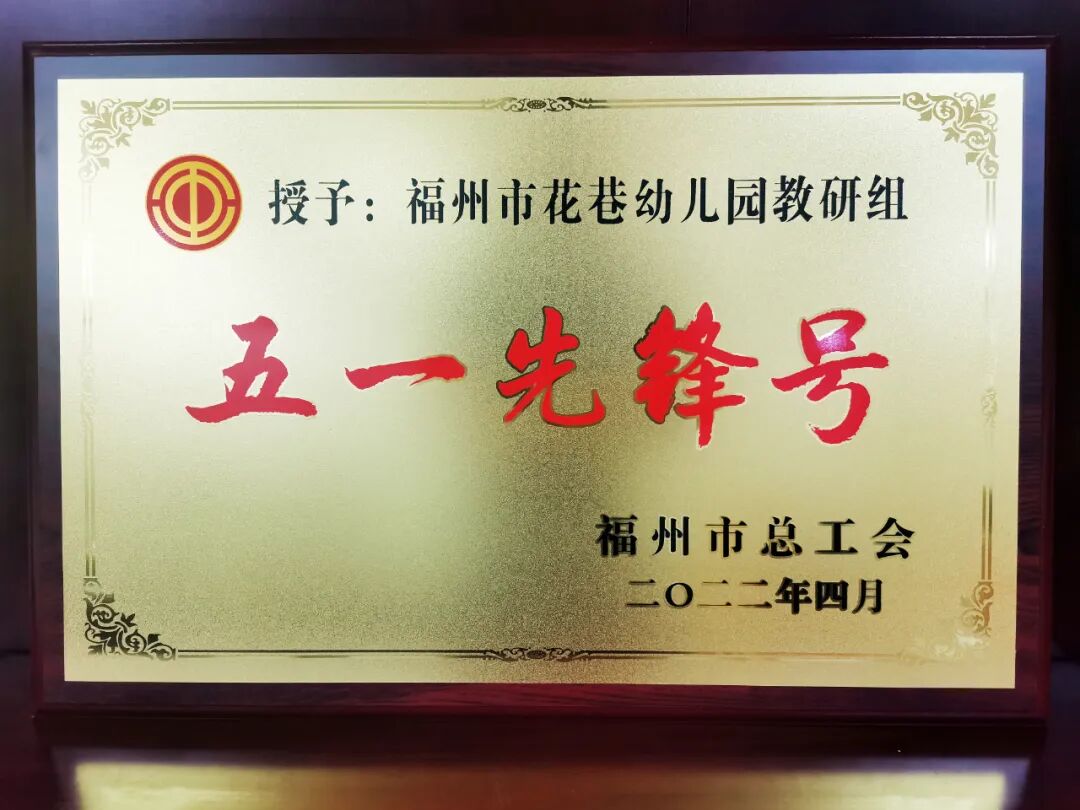 授予：福州市花巷幼儿园教研组
五一先锋号
福州市总工会
二〇二二年四月